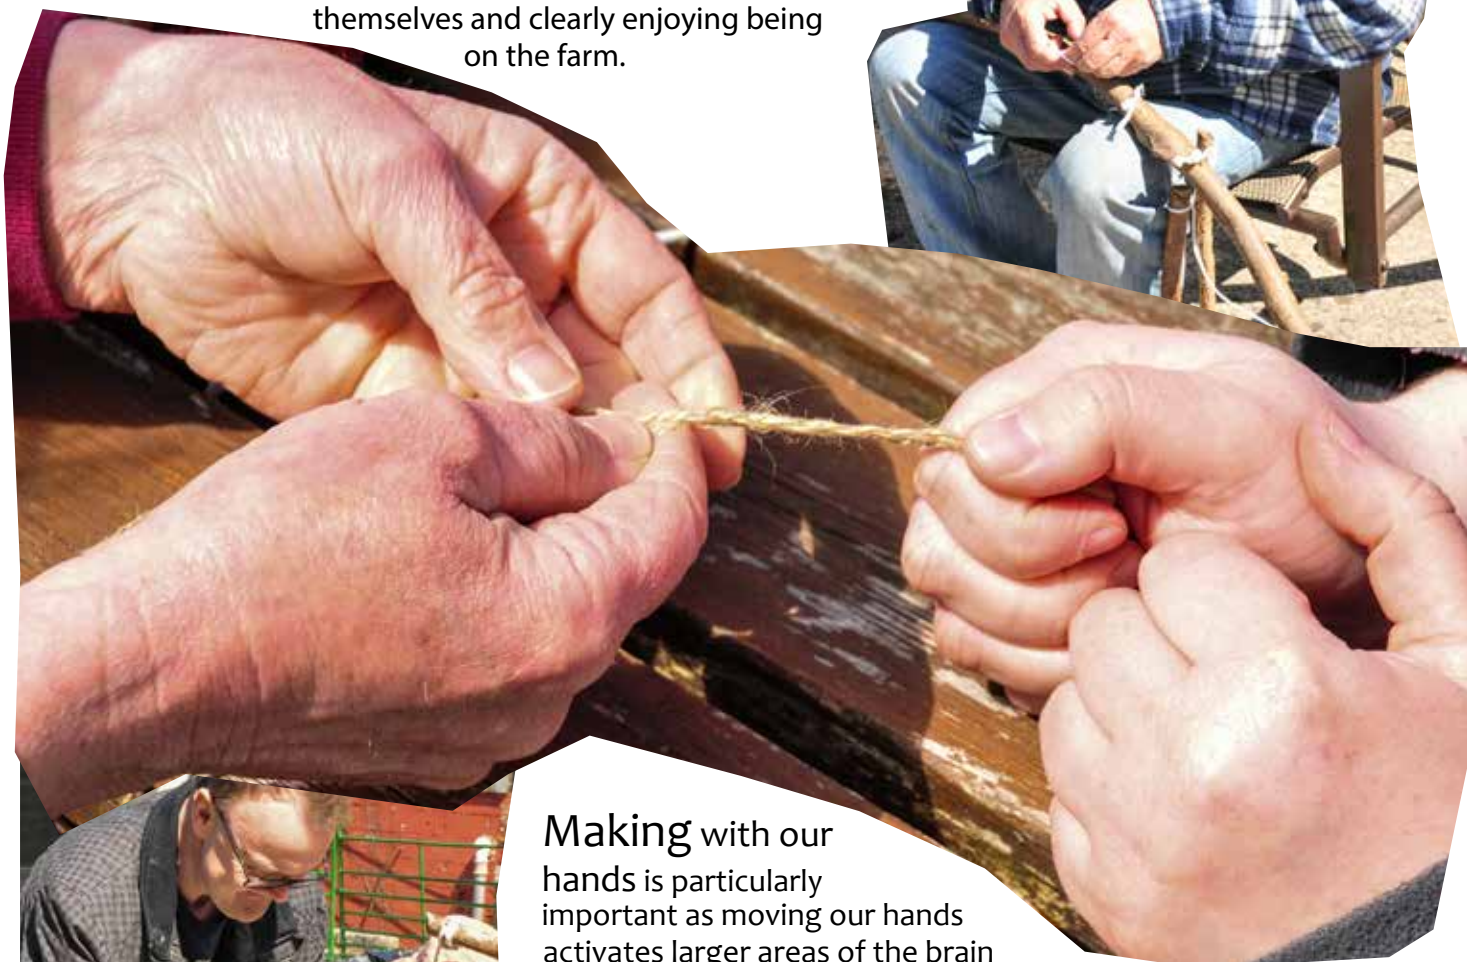 themselves and clearly enjoying being
on the farm.
Making with our
hands is particularly
important as moving our hands
activates larger areas of the brain